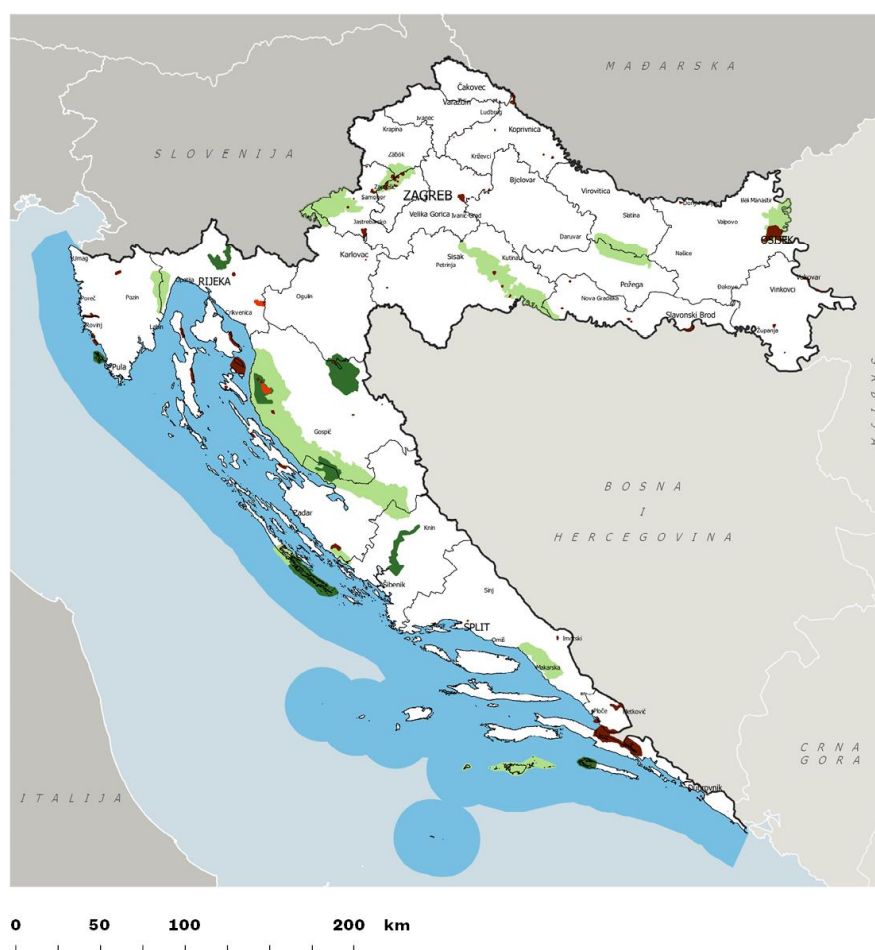 MAĐARSKA
SLOVENIJA
Čakovec
Varaždin
Ivanec
Ludbreg
Krapina
Koprivnica
Zabok
Križevci
Bjelovar
Virovitica
Samobor
ZAGREB
Beli Manastir
Slatina
Valpovo
Jastrebarsko
Velika Gorica
Ivanić-Grad
Daruvar
OSIJEK
Karlovac
Sisak
Kutina
Petrinja
Našice
Umag
Opatija
RIJEKA
Požega
Đakovo
Vukovar
Vinkovci
Poreč
Pazin
Ogulin
Nova Gradiška
Crikvenica
Slavonski Brod
Županja
Rovinj
Labin
Pula
Gospić
BOSNA
I
HERCEGOVINA
Zadar
Knin
Šibenik
Sinj
SPLIT
Omiš
Imotski
Makarska
Ploče
Metković
CRNA
GORA
Dubrovnik
ITALIJA
0 50 100 200 km